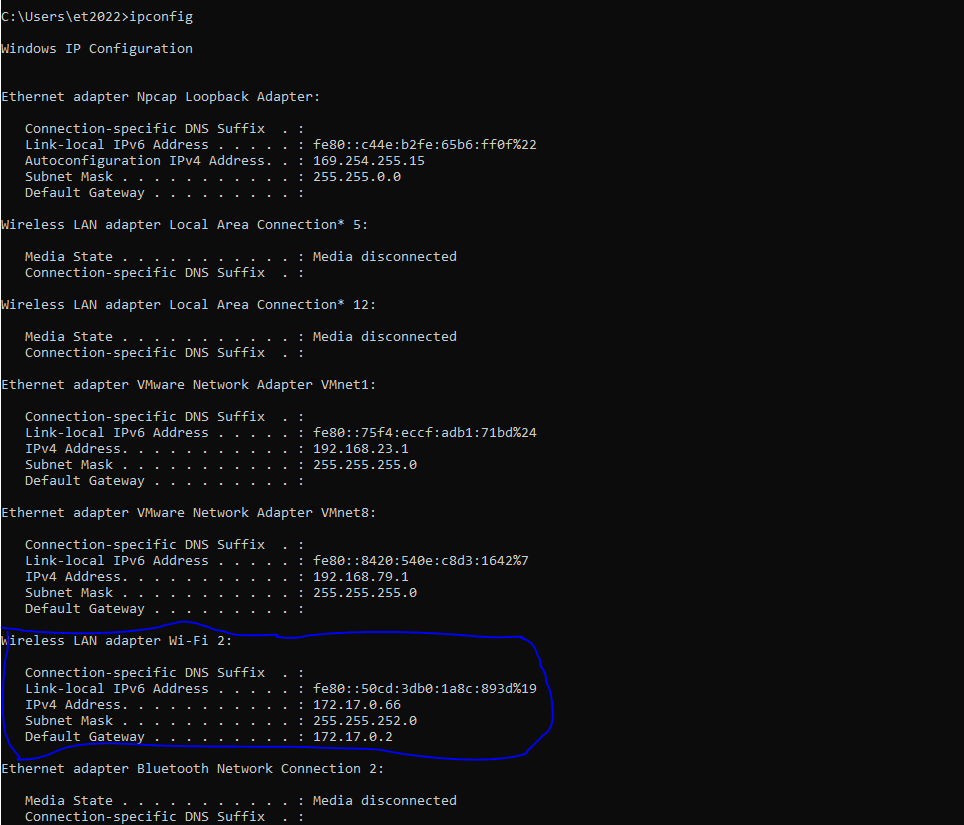 C:\Users\et2022>ipconfig
Windows IP Configuration
Ethernet adapter Npcap Loopback Adapter:
Connection-specific DNS Suffix  . :
Link-local IPv6 Address . . . . . : fe80::c44e:b2fe:65b6:ff0f%22
Autoconfiguration IPv4 Address. . : 169.254.255.15
Subnet Mask . . . . . . . . . . . : 255.255.0.0
Default Gateway . . . . . . . . . :
Wireless LAN adapter Local Area Connection* 5:
Media State . . . . . . . . . . . : Media disconnected
Connection-specific DNS Suffix  . :
Wireless LAN adapter Local Area Connection* 12:
Media State . . . . . . . . . . . : Media disconnected
Connection-specific DNS Suffix  . :
Ethernet adapter VMware Network Adapter VMnet1:
Connection-specific DNS Suffix  . :
Link-local IPv6 Address . . . . . : fe80::75f4:eccf:adb1:71bd%24
IPv4 Address. . . . . . . . . . . : 192.168.23.1
Subnet Mask . . . . . . . . . . . : 255.255.255.0
Default Gateway . . . . . . . . . :
Ethernet adapter VMware Network Adapter VMnet8:
Connection-specific DNS Suffix  . :
Link-local IPv6 Address . . . . . : fe80::8420:540e:c8d3:1642%7
IPv4 Address. . . . . . . . . . . : 192.168.79.1
Subnet Mask . . . . . . . . . . . : 255.255.255.0
Default Gateway . . . . . . . . . :
Wireless LAN adapter Wi-Fi 2:
Connection-specific DNS Suffix  . :
Link-local IPv6 Address . . . . . : fe80::50cd:3db0:1a8c:893d%19
IPv4 Address. . . . . . . . . . . : 172.17.0.66
Subnet Mask . . . . . . . . . . . : 255.255.252.0
Default Gateway . . . . . . . . . : 172.17.0.2
Ethernet adapter Bluetooth Network Connection 2:
Media State . . . . . . . . . . . : Media disconnected
Connection-specific DNS Suffix  . :